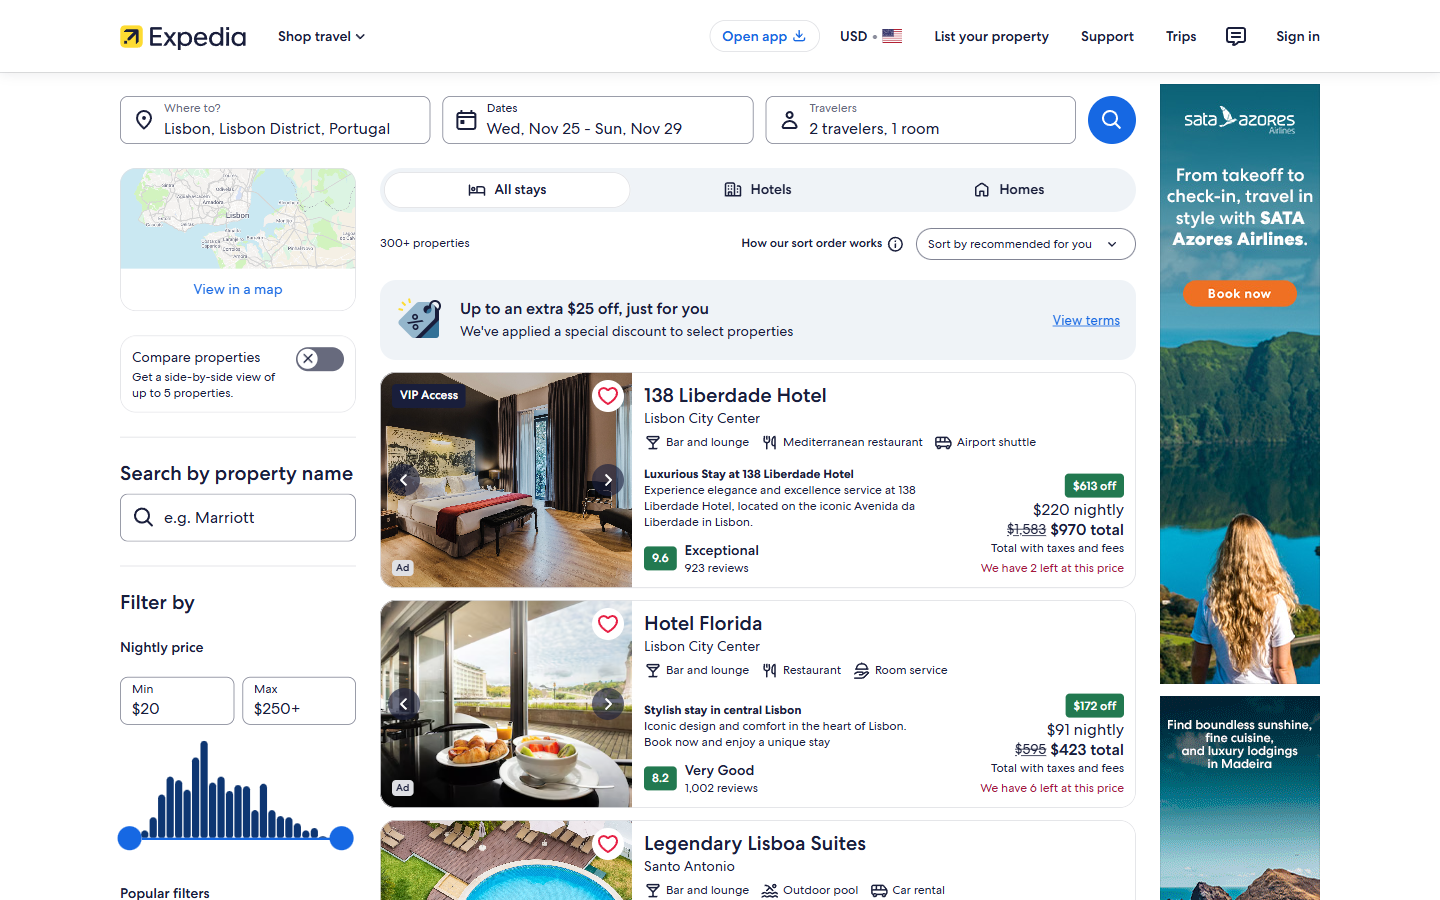 Expedia
Shop travel
Open app
USD
List your property
Support
Trips
Sign in
Where to?
Lisbon, Lisbon District, Portugal
Dates
Wed, Nov 25 - Sun, Nov 29
Travelers
2 travelers, 1 room
Lisbon
View in a map
Compare properties
Get a side-by-side view of
up to 5 properties.
Search by property name
e.g. Marriott
Filter by
Nightly price
Min
$20
Max
$250+
Popular filters
All stays
Hotels
Homes
300+ properties
How our sort order works
Sort by recommended for you
Up to an extra $25 off, just for you
We've applied a special discount to select properties
View terms
VIP Access
Ad
138 Liberdade Hotel
Lisbon City Center
Bar and lounge
Mediterranean restaurant
Airport shuttle
Luxurious Stay at 138 Liberdade Hotel
Experience elegance and excellence service at 138
Liberdade Hotel, located on the iconic Avenida da
Liberdade in Lisbon.
9.6
Exceptional
923 reviews
$613 off
$220 nightly
$1,583 $970 total
Total with taxes and fees
We have 2 left at this price
Ad
Hotel Florida
Lisbon City Center
Bar and lounge
Restaurant
Room service
Stylish stay in central Lisbon
Iconic design and comfort in the heart of Lisbon.
Book now and enjoy a unique stay
8.2
Very Good
1,002 reviews
$172 off
$91 nightly
$595 $423 total
Total with taxes and fees
We have 6 left at this price
Legendary Lisboa Suites
Santo Antonio
Bar and lounge
Outdoor pool
Car rental
sata azores
Airlines
From takeoff to
check-in, travel in
style with SATA
Azores Airlines.
Book now
Find boundless sunshine,
fine cuisine,
and luxury lodgings
in Madeira